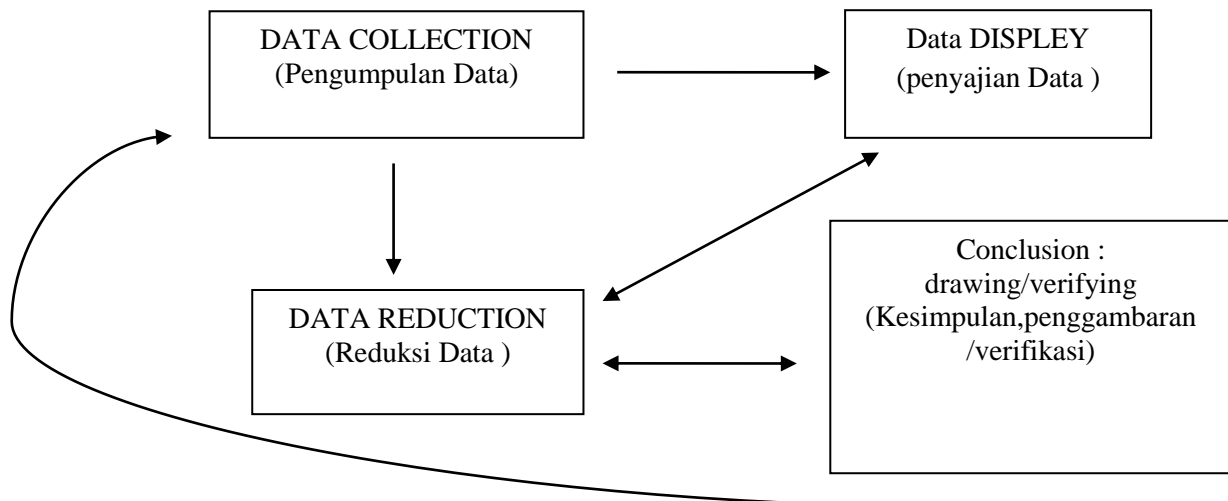 DATA COLLECTION
(Pengumpulan Data)
Data DISPLEY
(penyajian Data )
DATA REDUCTION
(Reduksi Data )
Conclusion :
drawing/verifying
(Kesimpulan,penggambaran
/verifikasi)